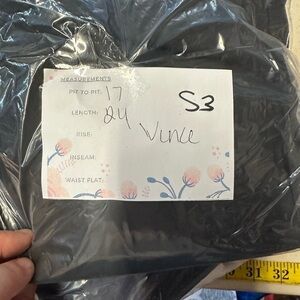 MEASUREMENTS
S3
PIT TO PIT: 17
LENGTH: 24
Vince
RISE:
INSEAM:
WAIST FLAT:
31 32